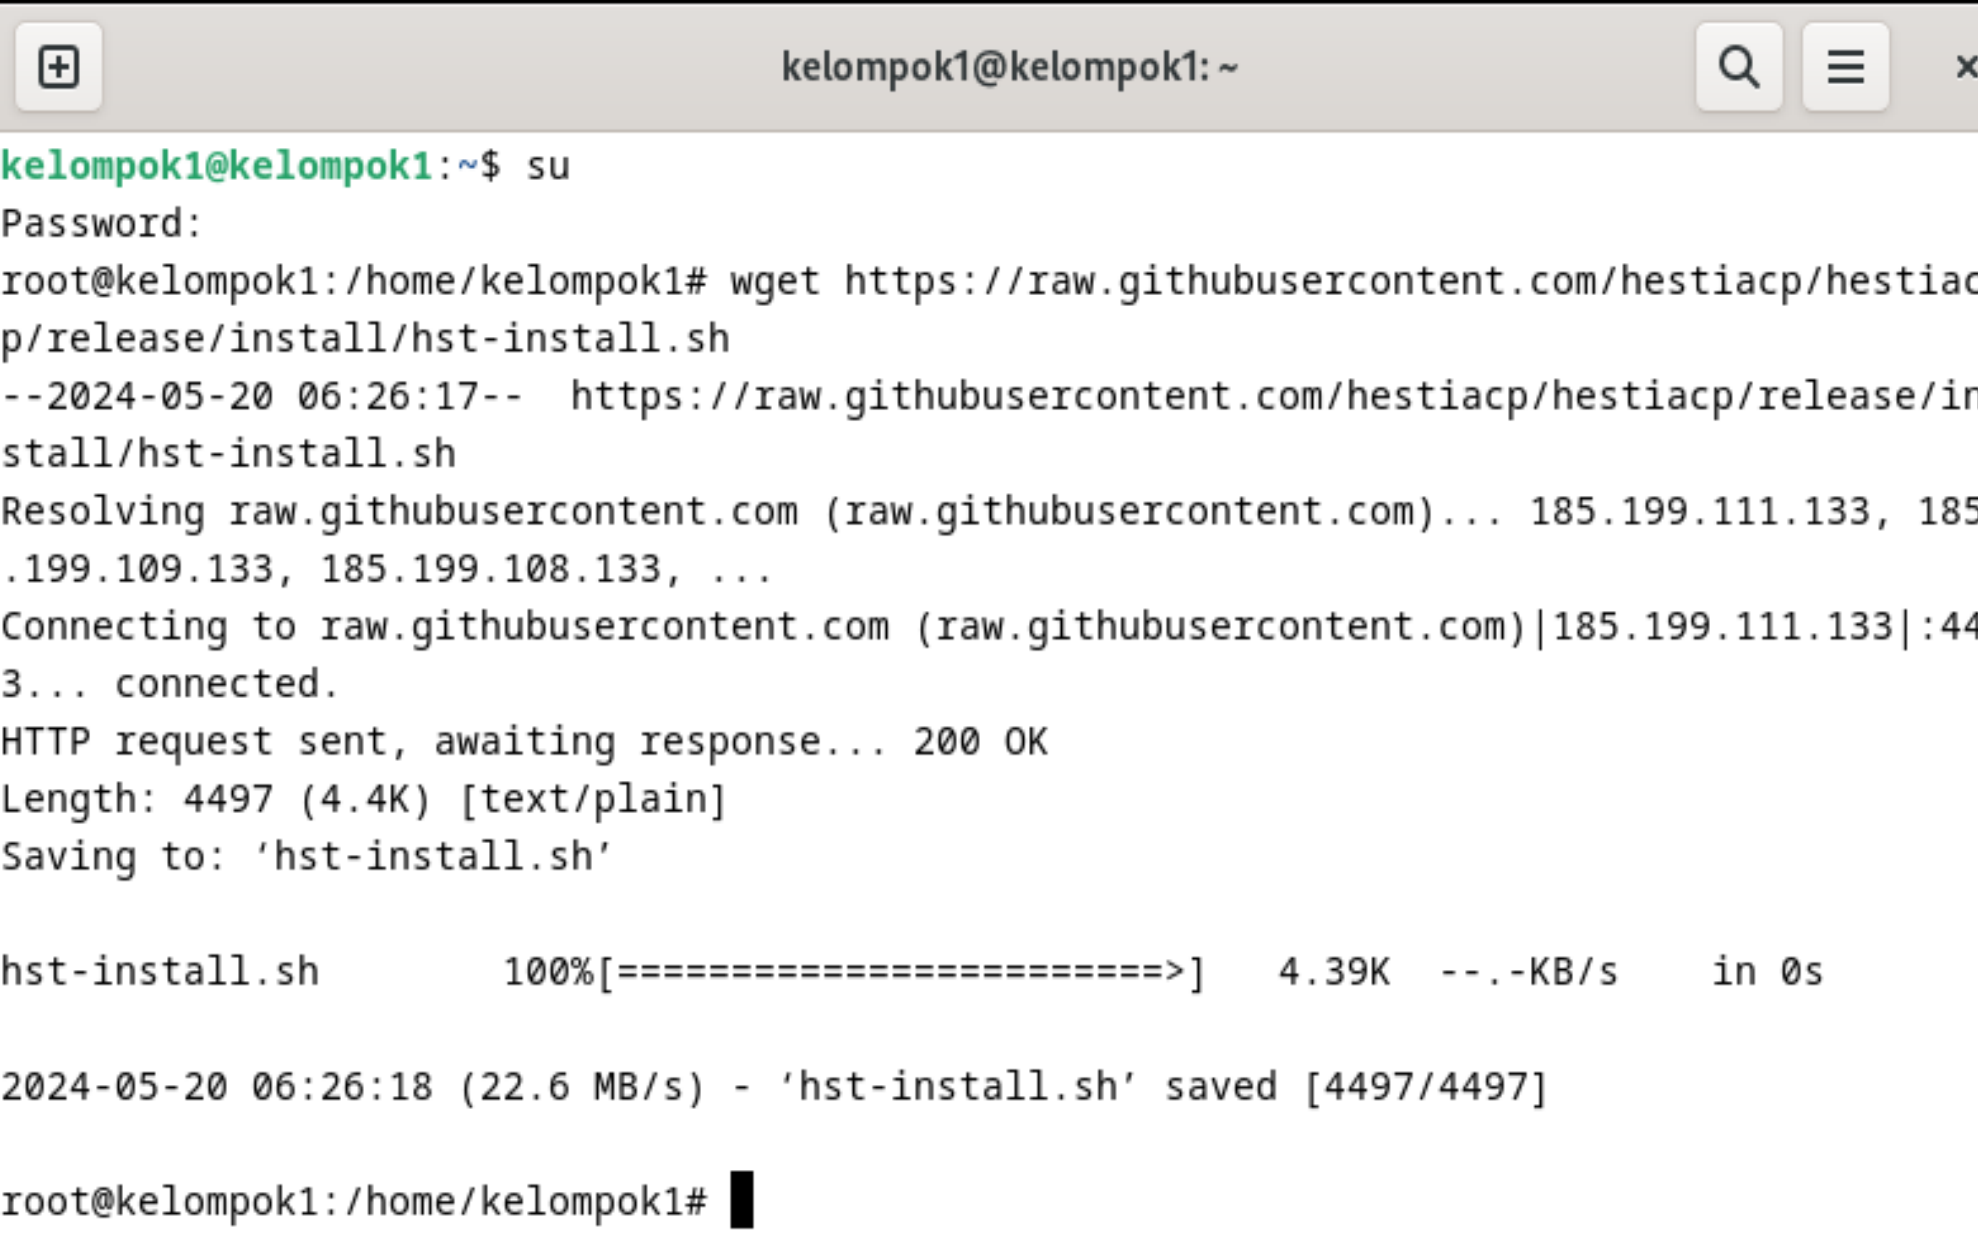 kelompok1@kelompok1: ~
kelompok1@kelompok1:~$ su
Password:
root@kelompok1:/home/kelompok1# wget https://raw.githubusercontent.com/hestiacp/hestiac
p/release/install/hst-install.sh
--2024-05-20 06:26:17--  https://raw.githubusercontent.com/hestiacp/hestiacp/release/in
stall/hst-install.sh
Resolving raw.githubusercontent.com (raw.githubusercontent.com)... 185.199.111.133, 185
.199.109.133, 185.199.108.133, ...
Connecting to raw.githubusercontent.com (raw.githubusercontent.com)|185.199.111.133|:44
3... connected.
HTTP request sent, awaiting response... 200 OK
Length: 4497 (4.4K) [text/plain]
Saving to: ‘hst-install.sh’
hst-install.sh        100%[========================>]   4.39K  --.-KB/s    in 0s
2024-05-20 06:26:18 (22.6 MB/s) - ‘hst-install.sh’ saved [4497/4497]
root@kelompok1:/home/kelompok1#